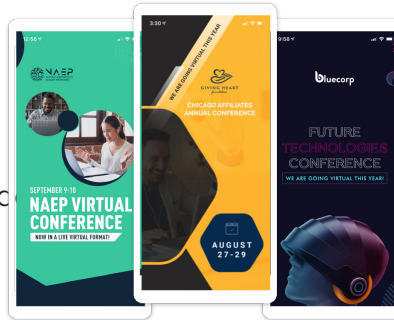 12:58
NAEP
SEPTEMBER 9-10
NAEP VIRTUAL
CONFERENCE
NOW IN A LIVE VIRTUAL FORMAT!
3:30
WE ARE GOING VIRTUAL THIS YEAR
GIVING HEART
foundation
CHICAGO AFFILIATES
ANNUAL CONFERENCE
AUGUST
27-29
9:58
bluecorp
FUTURE
TECHNOLOGIES
CONFERENCE
WE ARE GOING VIRTUAL THIS YEAR!